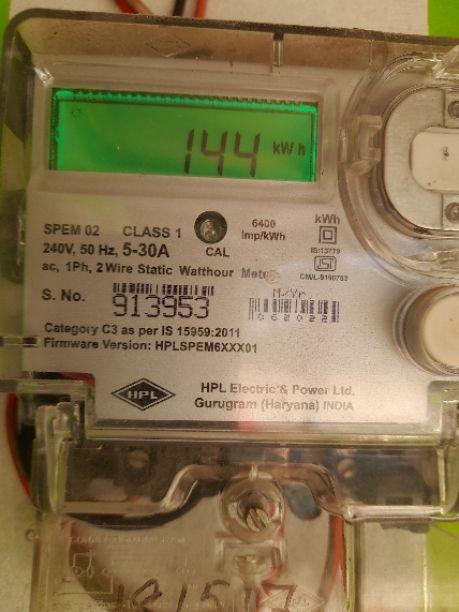 144 kWh
SPEM 02 CLASS 1
6400
Imp/kWh
kWh
240V, 50 Hz, 5-30A
CAL
IS:13779
ac, 1Ph, 2 Wire Static Watthour Meter
S. No.
913953
M/Yr
Category C3 as per IS 15959:2011
Firmware Version: HPLSPEM6XXX01
HPL
HPL Electric & Power Ltd.
Gurugram (Haryana) INDIA